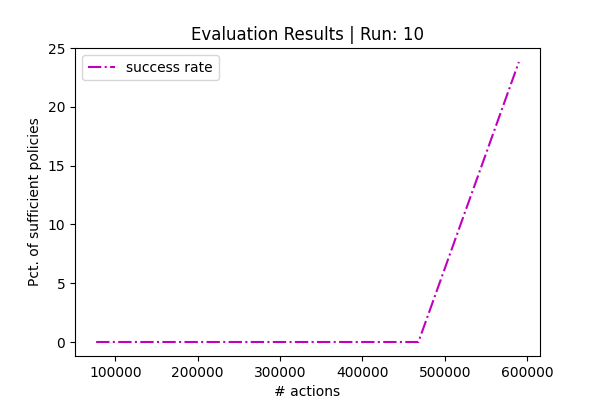 Evaluation Results | Run: 10
success rate
Pct. of sufficient policies
25
20
15
10
5
0
100000 200000 300000 400000 500000 600000
# actions